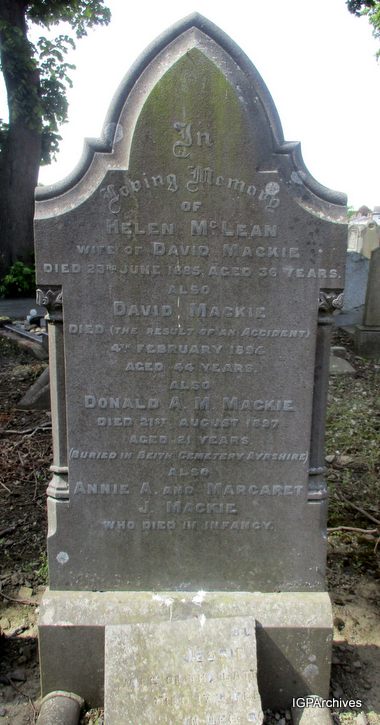 In
Loving Memory
OF
HELEN McLEAN
WIFE OF DAVID MACKIE
DIED 23RD JUNE 1885, AGED 36 YEARS.
ALSO
DAVID MACKIE
DIED (THE RESULT OF AN ACCIDENT)
4TH FEBRUARY 1894
AGED 44 YEARS.
ALSO
DONALD A. M. MACKIE
DIED 21ST AUGUST 1897
AGED 21 YEARS.
(BURIED IN BEITH CEMETERY AYRSHIRE)
ALSO
ANNIE A. AND MARGARET
J. MACKIE
WHO DIED IN INFANCY.
IGPArchives